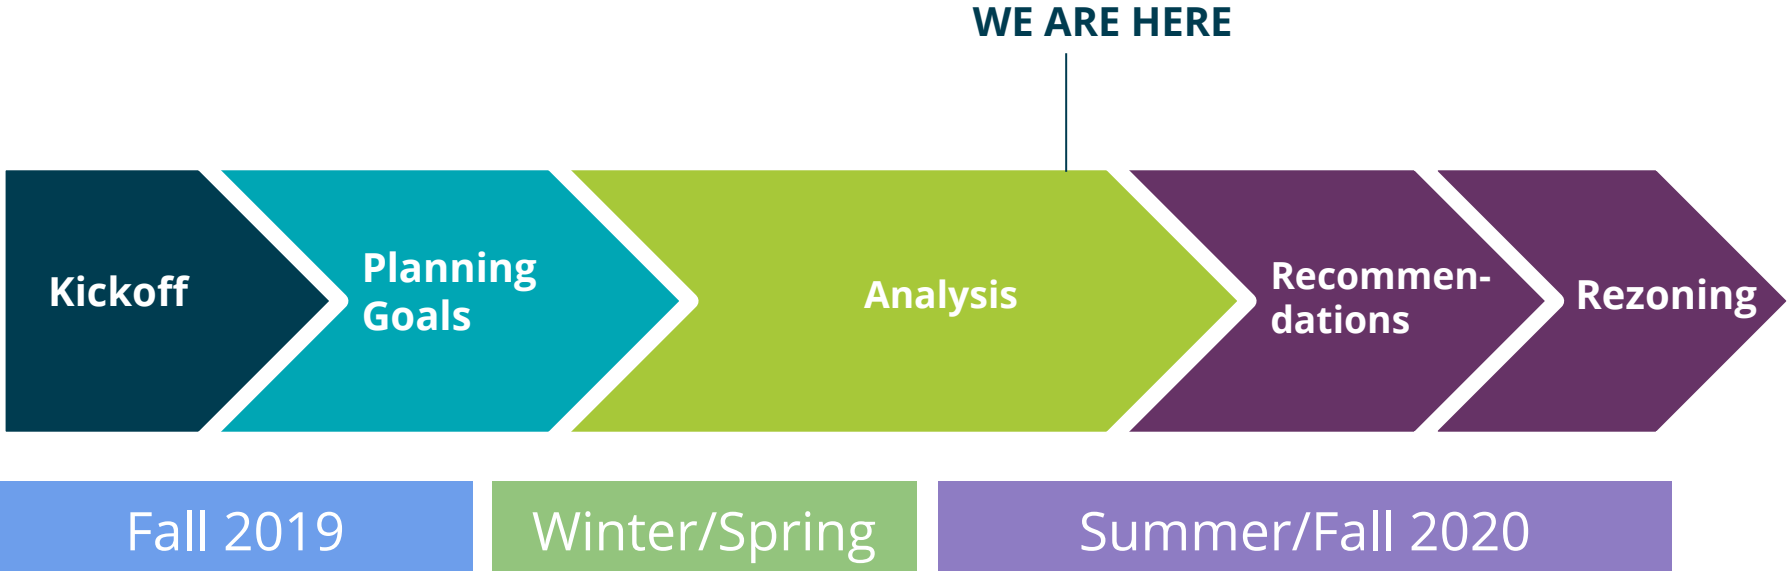 WE ARE HERE
Kickoff
Planning
Goals
Analysis
Recommen-
dations
Rezoning
Fall 2019
Winter/Spring
Summer/Fall 2020